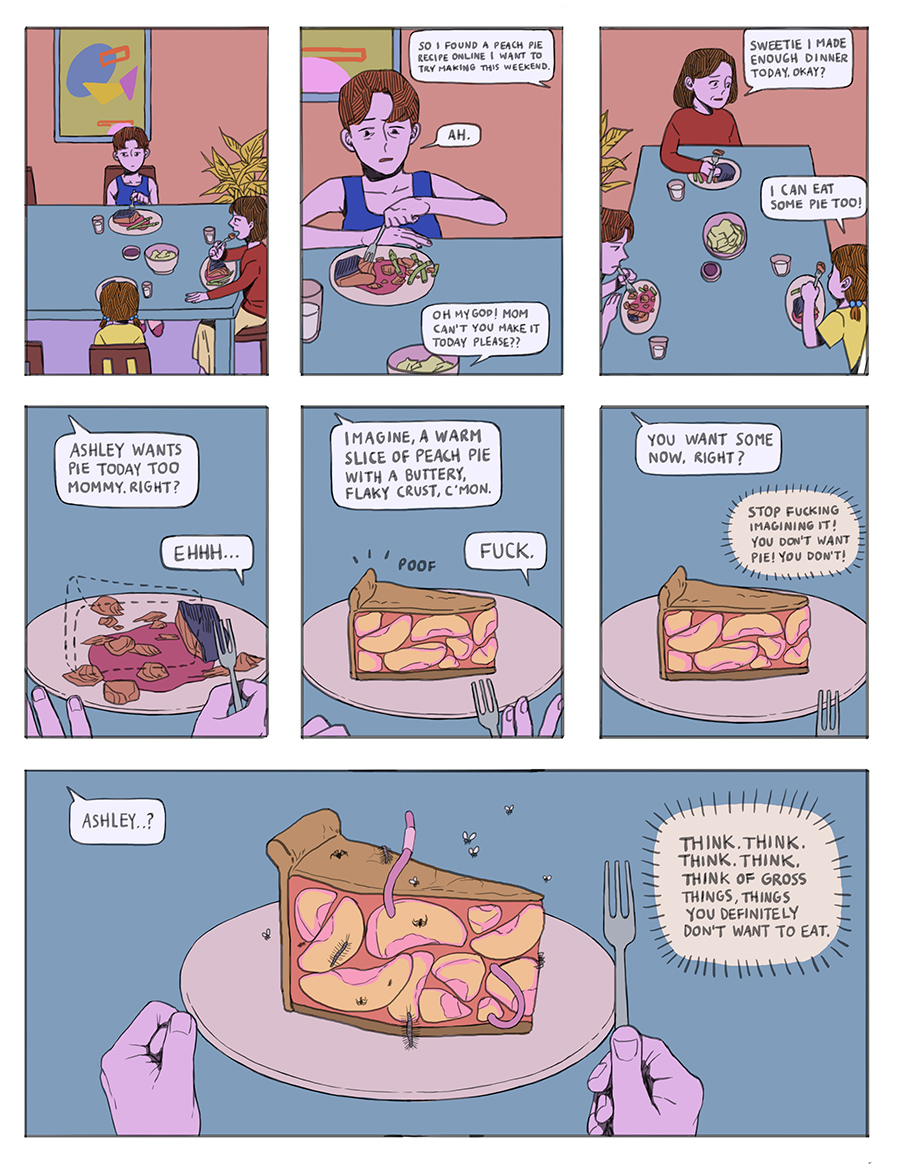 SO I FOUND A PEACH PIE
RECIPE ONLINE I WANT TO
TRY MAKING THIS WEEKEND.
AH.
OH MY GOD! MOM
CAN'T YOU MAKE IT
TODAY PLEASE??
SWEETIE I MADE
ENOUGH DINNER
TODAY, OKAY?
I CAN EAT
SOME PIE TOO!
ASHLEY WANTS
PIE TODAY TOO
MOMMY. RIGHT?
EHHH...
IMAGINE, A WARM
SLICE OF PEACH PIE
WITH A BUTTERY,
FLAKY CRUST, C'MON.
POOF
FUCK.
YOU WANT SOME
NOW, RIGHT?
STOP FUCKING
IMAGINING IT!
YOU DON'T WANT
PIE! YOU DON'T!
ASHLEY..?
THINK. THINK.
THINK. THINK,
THINK OF GROSS
THINGS, THINGS
YOU DEFINITELY
DON'T WANT TO EAT.